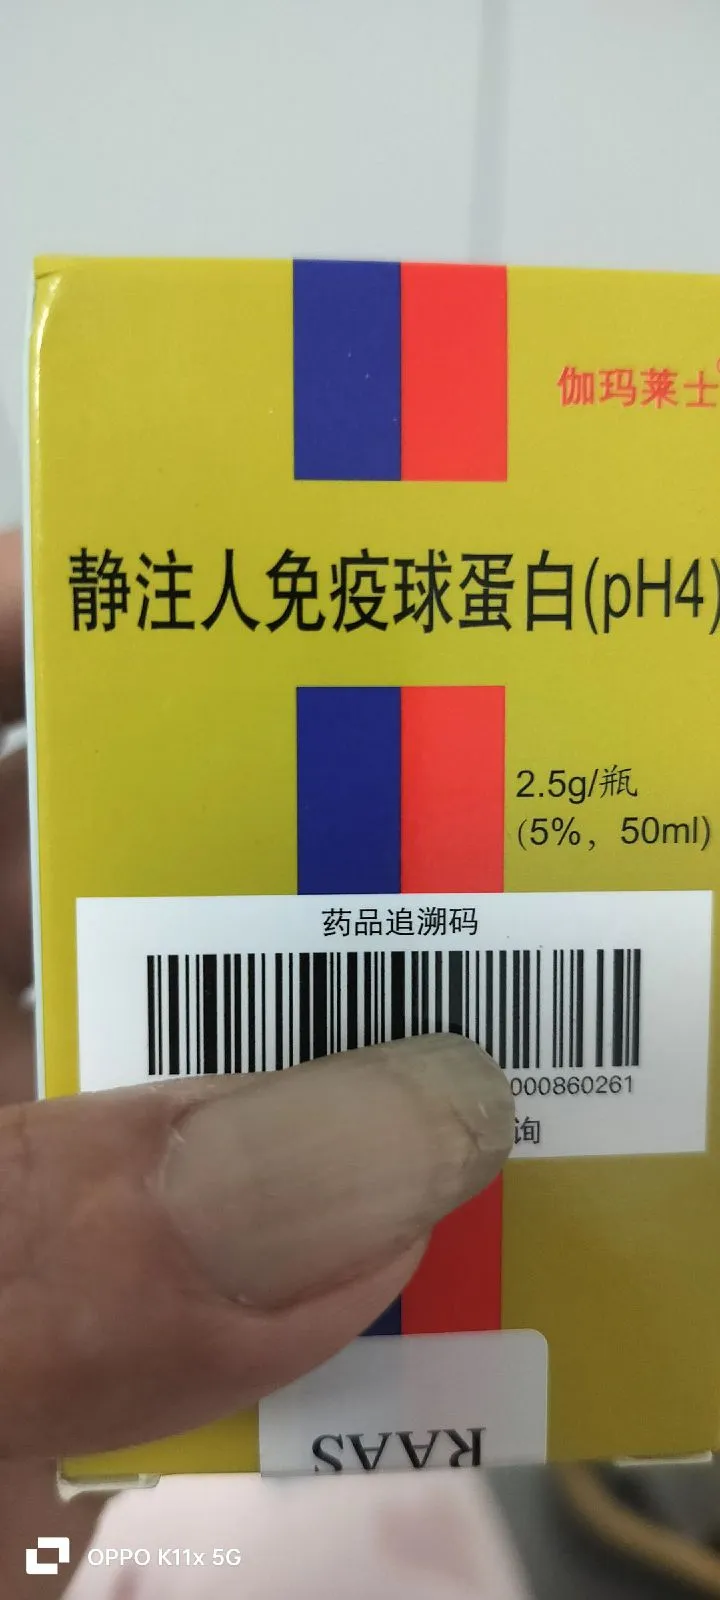 伽玛莱士
静注人免疫球蛋白(pH4)
2.5g/瓶
(5%, 50ml)
药品追溯码
000860261
询
RAAS
OPPO K11x 5G